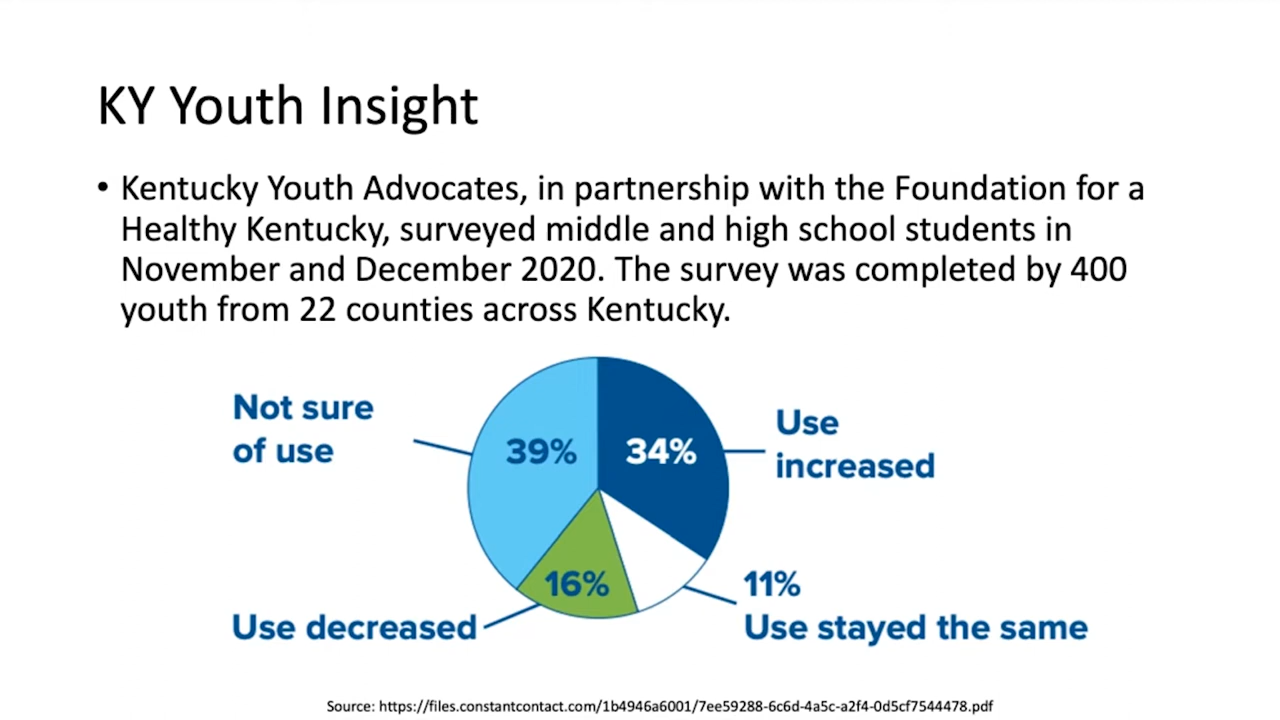 KY Youth Insight
• Kentucky Youth Advocates, in partnership with the Foundation for a
Healthy Kentucky, surveyed middle and high school students in
November and December 2020. The survey was completed by 400
youth from 22 counties across Kentucky.
Not sure
of use
39%
34%
Use
increased
16%
11%
Use decreased
Use stayed the same
Source: https://files.constantcontact.com/1b4946a6001/7ee59288-6c6d-4a5c-a2f4-0d5cf7544478.pdf